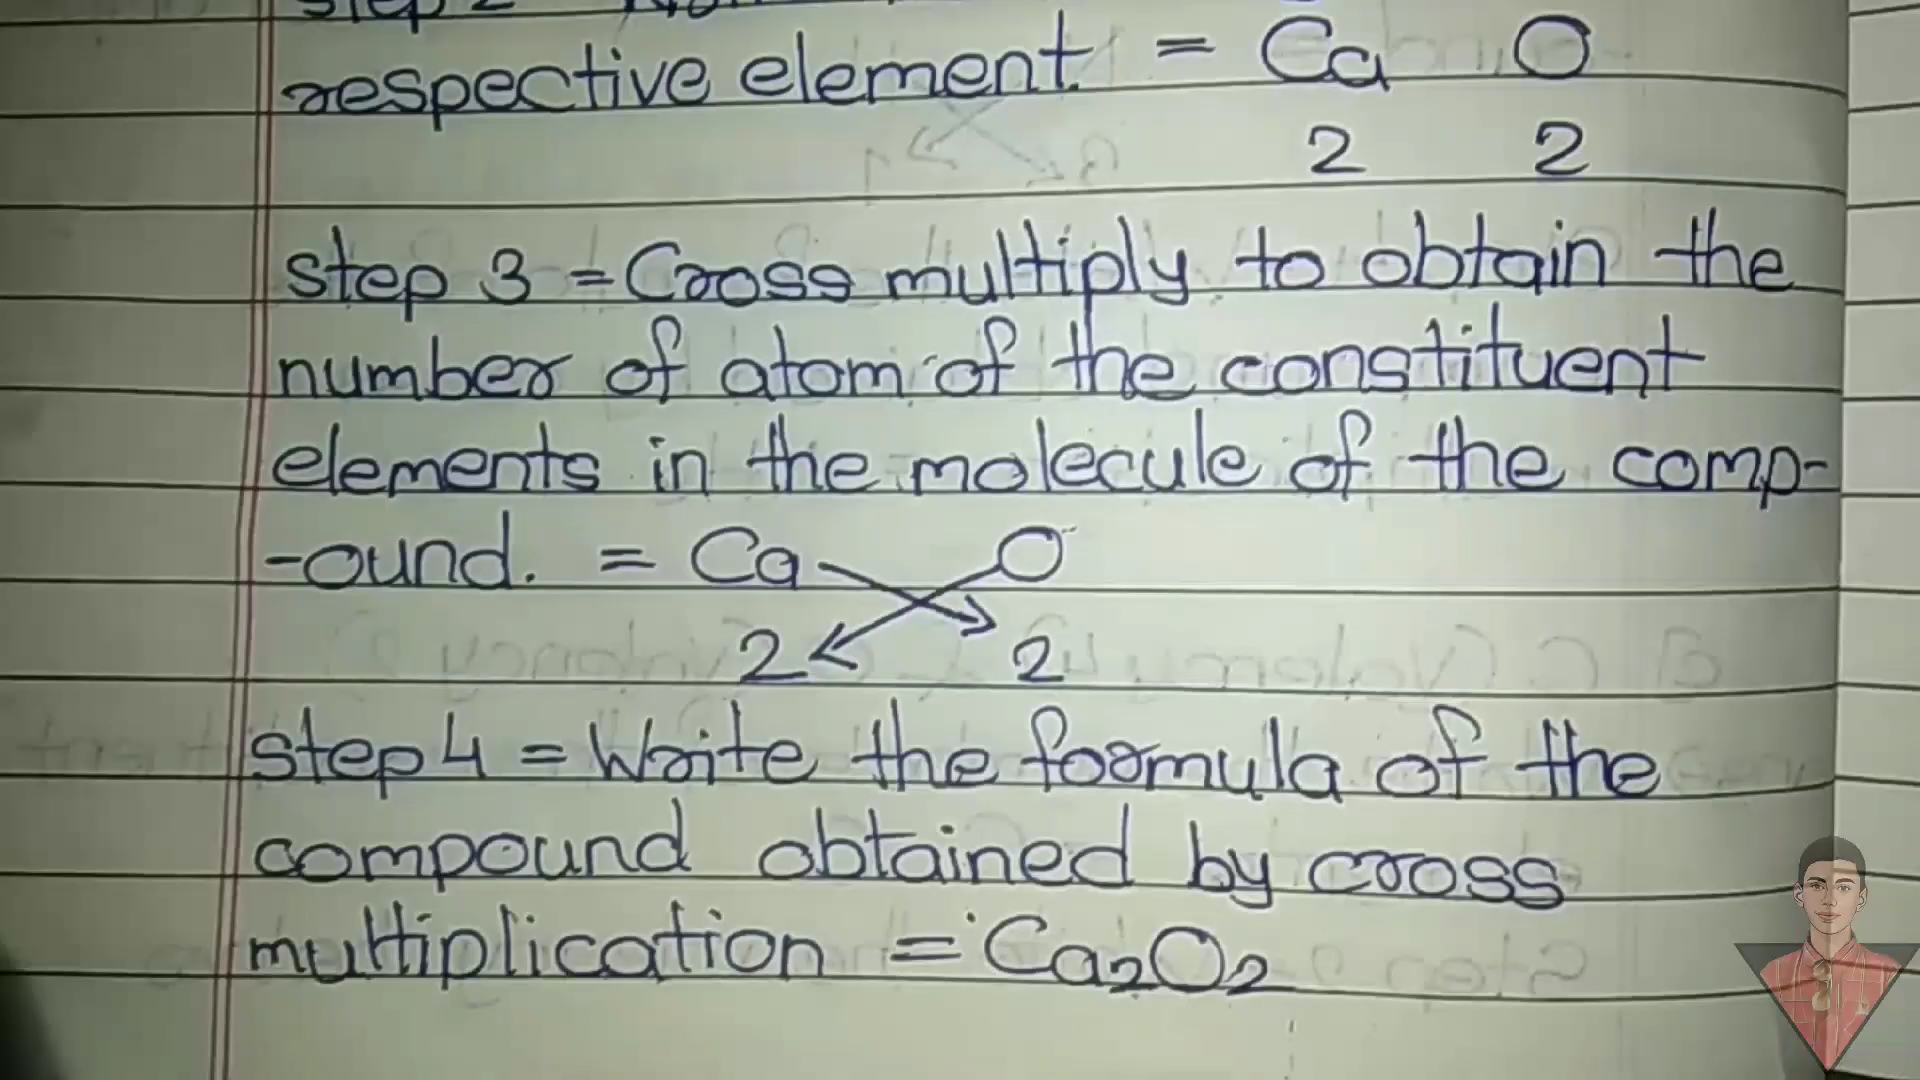 step 2
respective element. = Ca O
2 2
step 3 = Cross multiply to obtain the
number of atom of the constituent
elements in the molecule of the comp-
-ound. = Ca O
2 2
step 4 = Write the formula of the
compound obtained by cross
multiplication = Ca₂O₂